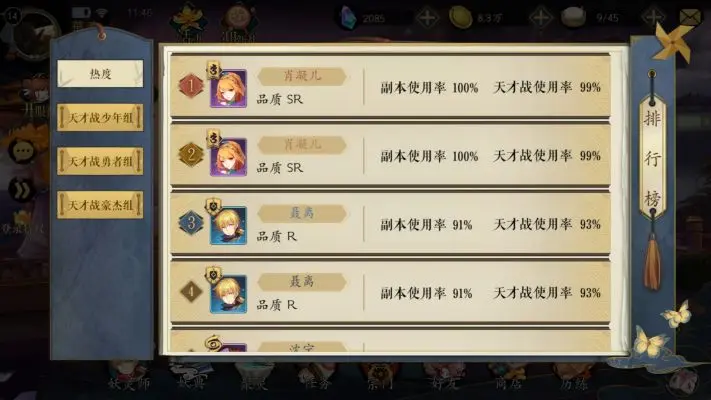 14
11:46
2085
8.3万
9/45
热度
天才战少年组
天才战勇者组
天才战豪杰组
1
肖凝儿
品质 SR
副本使用率 100%
天才战使用率 99%
2
肖凝儿
品质 SR
副本使用率 100%
天才战使用率 99%
3
聂离
品质 R
副本使用率 91%
天才战使用率 93%
4
聂离
品质 R
副本使用率 91%
天才战使用率 93%
排行榜
妖灵师
任务
宗门
好友
商店
历练